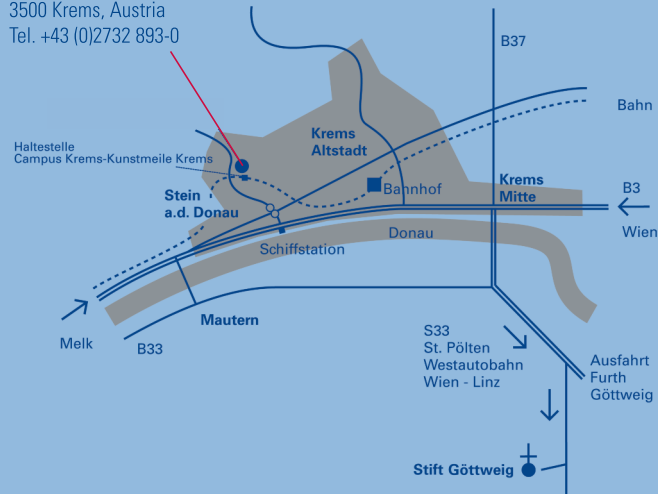 3500 Krems, Austria
Tel. +43 (0)2732 893-0
B37
Bahn
Krems
Altstadt
Haltestelle
Campus Krems-Kunstmeile Krems
Bahnhof
Krems
Mitte
B3
Wien
Stein
a.d. Donau
Donau
Schiffstation
Mautern
Melk
B33
S33
St. Pölten
Westautobahn
Wien - Linz
Ausfahrt
Furth
Göttweig
Stift Göttweig